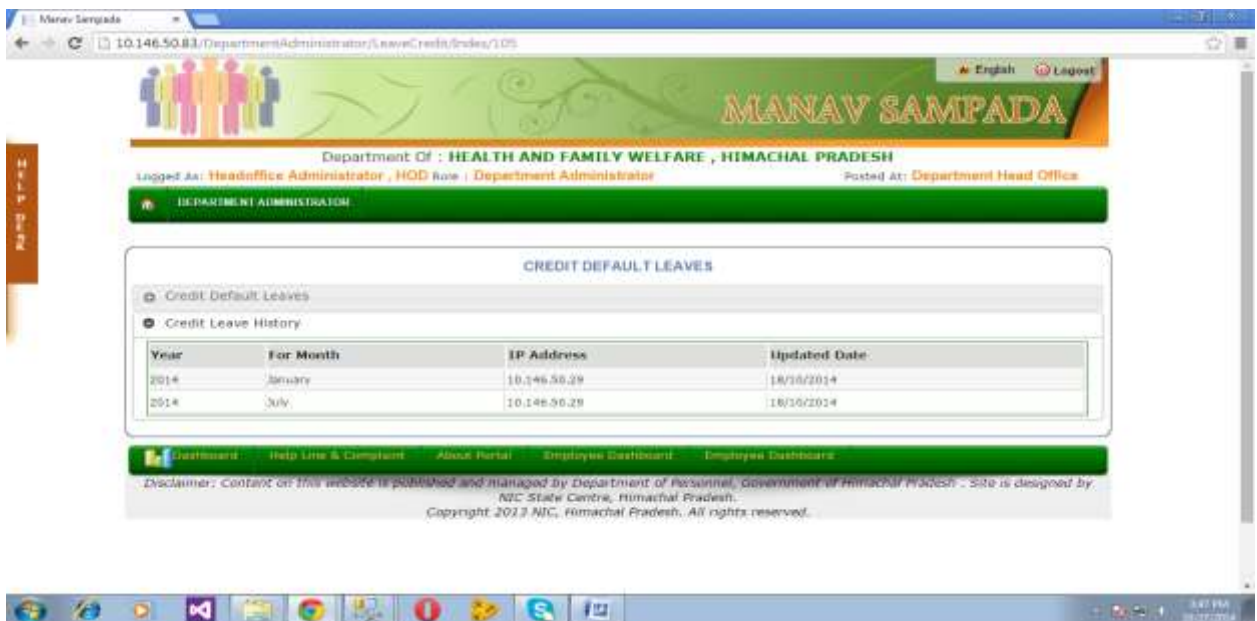 Manav Sampada
10.146.50.83/DepartmentAdministrator/LeaveCredit/Index/105
English Logout
MANAV SAMPADA
Department Of : HEALTH AND FAMILY WELFARE , HIMACHAL PRADESH
Logged As: Headoffice Administrator , HOD Role : Department Administrator Posted At: Department Head Office
HELP DESK
DEPARTMENT ADMINISTRATOR
CREDIT DEFAULT LEAVES
Credit Default Leaves
Credit Leave History
Year For Month IP Address Updated Date
2014 January 10.146.50.29 18/10/2014
2014 July 10.146.50.29 18/10/2014
Dashboard Help Line & Complaint About Portal Employee Dashboard Employee Dashboard
Disclaimer: Content on this website is published and managed by Department of Personnel, Government of Himachal Pradesh . Site is designed by
NIC State Centre, Himachal Pradesh.
Copyright 2013 NIC, Himachal Pradesh. All rights reserved.